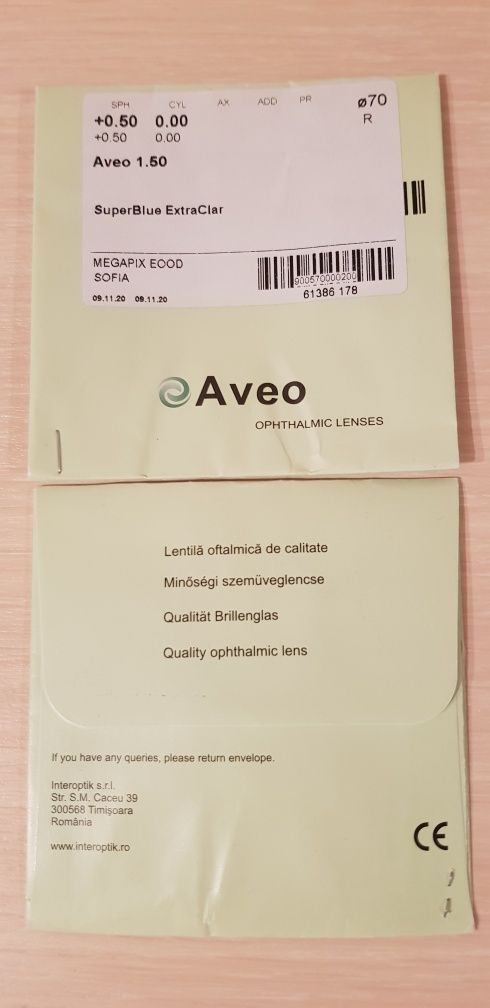 SPH CYL AX ADD PR ø70
+0.50 0.00 R
+0.50 0.00
Aveo 1.50
SuperBlue ExtraClar
MEGAPIX EOOD
SOFIA
900570000200
09.11.20 09.11.20
61386 178
Aveo
OPHTHALMIC LENSES
Lentilă oftalmică de calitate
Minőségi szemüveglencse
Qualität Brillenglas
Quality ophthalmic lens
If you have any queries, please return envelope.
Interoptik s.r.l.
Str. S.M. Caceu 39
300568 Timișoara
România
www.interoptik.ro
CE